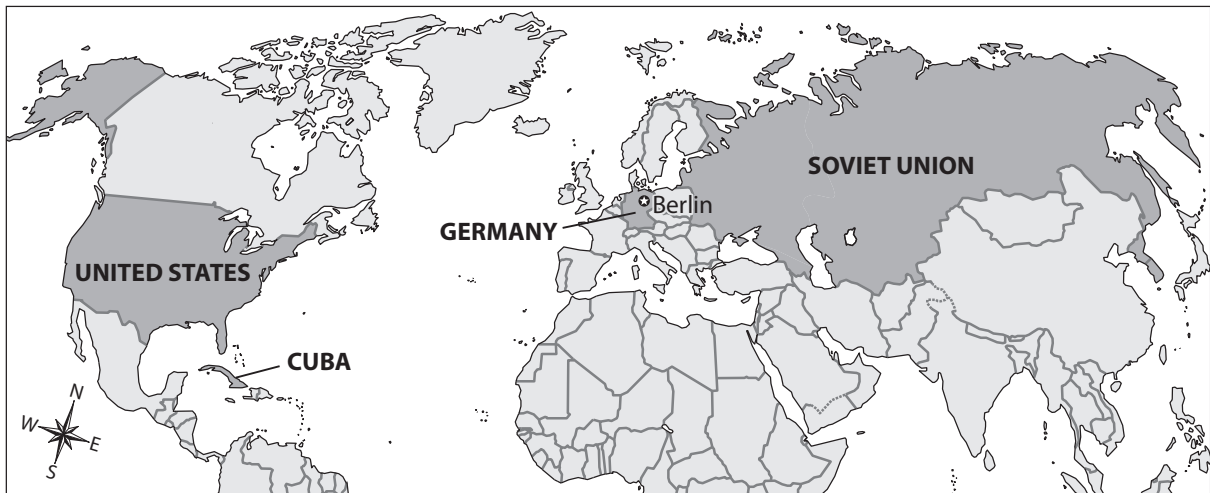 SOVIET UNION
Berlin
GERMANY
UNITED STATES
CUBA
N
W
E
S